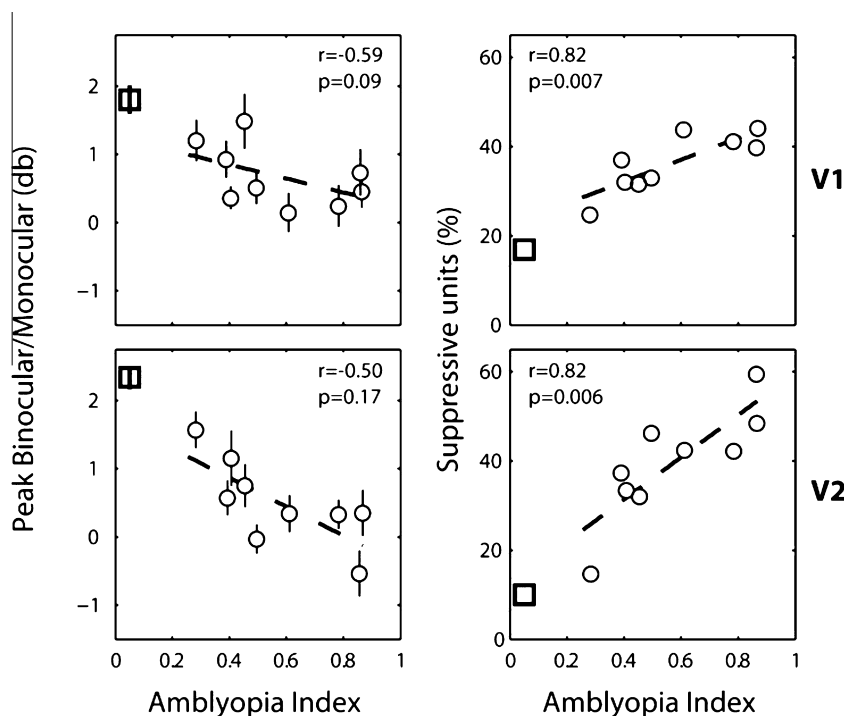 r=-0.59
p=0.09
2
1
0
−1
Peak Binocular/Monocular (db)
r=0.82
p=0.007
60
40
20
0
Suppressive units (%)
V1
r=-0.50
p=0.17
2
1
0
−1
0 0.2 0.4 0.6 0.8 1
Amblyopia Index
r=0.82
p=0.006
60
40
20
0
0 0.2 0.4 0.6 0.8 1
Amblyopia Index
V2